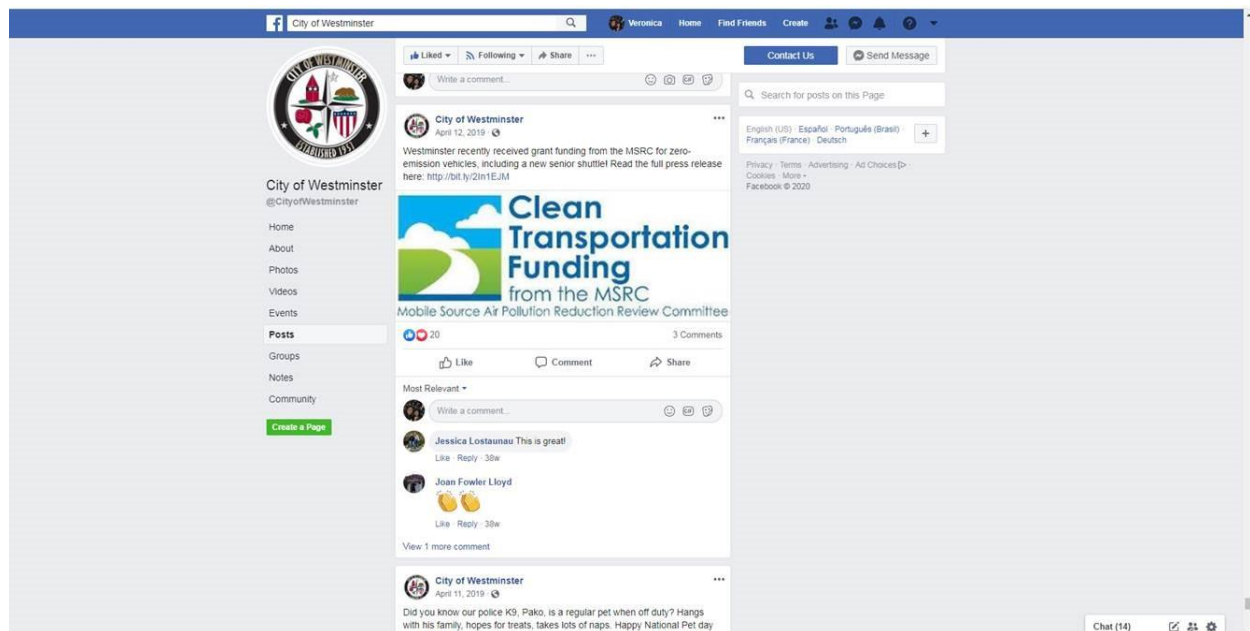 City of Westminster
Veronica Home Find Friends Create
CITY OF WESTMINSTER
ESTABLISHED 1957
City of Westminster
@CityofWestminster
Home
About
Photos
Videos
Events
Posts
Groups
Notes
Community
Create a Page
Liked Following Share ...
Contact Us Send Message
Write a comment...
City of Westminster
April 12, 2019
Westminster recently received grant funding from the MSRC for zero-
emission vehicles, including a new senior shuttle! Read the full press release
here: http://bit.ly/2In1EJM
Clean
Transportation
Funding
from the MSRC
Mobile Source Air Pollution Reduction Review Committee
20 3 Comments
Like Comment Share
Most Relevant
Write a comment...
Jessica Lostaunau This is great!
Like · Reply · 38w
Joan Fowler Lloyd
Like · Reply · 38w
View 1 more comment
City of Westminster
April 11, 2019
Did you know our police K9, Pako, is a regular pet when off duty? Hangs
with his family, hopes for treats, takes lots of naps. Happy National Pet day
Search for posts on this Page
English (US) · Español · Português (Brasil) ·
Français (France) · Deutsch
Privacy · Terms · Advertising · Ad Choices ·
Cookies · More
Facebook © 2020
Chat (14)